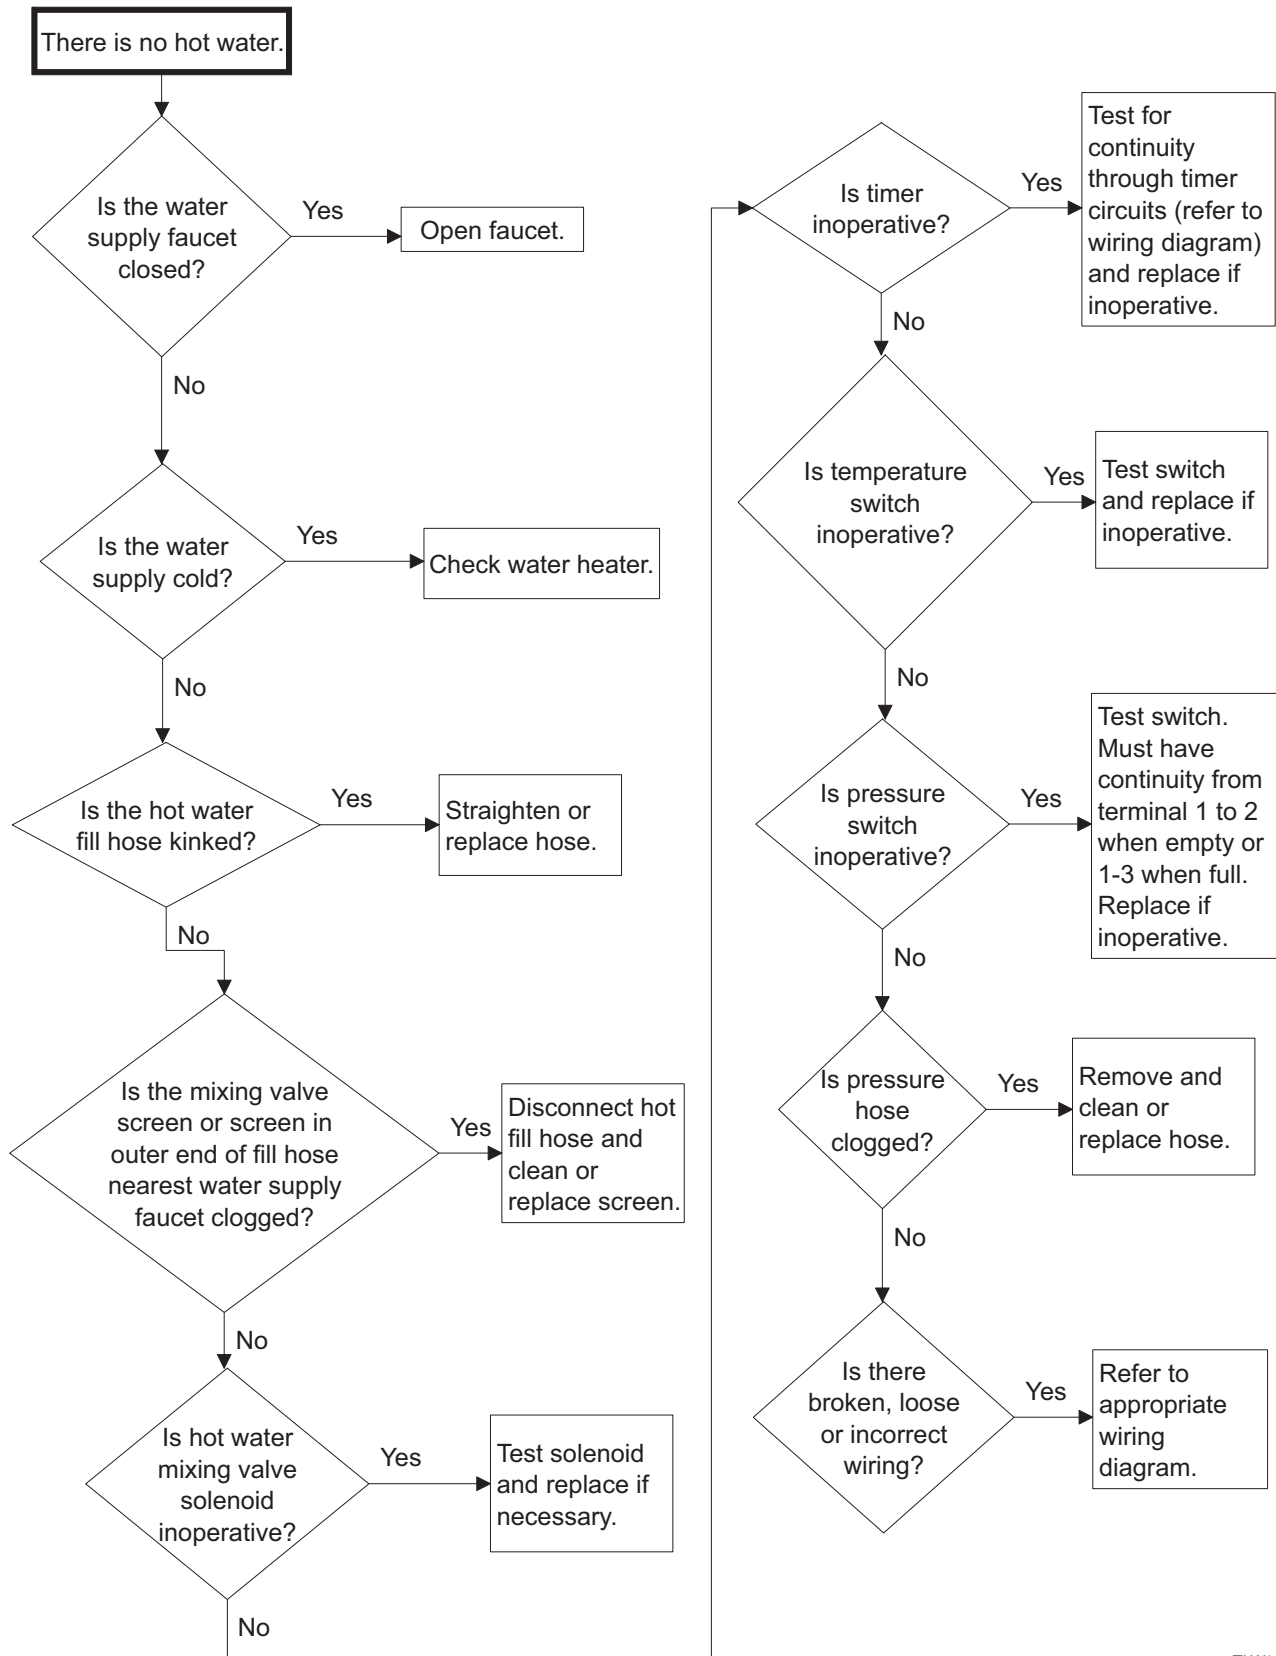 There is no hot water.
Is the water
supply faucet
closed?
Yes
Open faucet.
No
Is the water
supply cold?
Yes
Check water heater.
No
Is the hot water
fill hose kinked?
Yes
Straighten or
replace hose.
No
Is the mixing valve
screen or screen in
outer end of fill hose
nearest water supply
faucet clogged?
Yes
Disconnect hot
fill hose and
clean or
replace screen.
No
Is hot water
mixing valve
solenoid
inoperative?
Yes
Test solenoid
and replace if
necessary.
No
Is timer
inoperative?
Yes
Test for
continuity
through timer
circuits (refer to
wiring diagram)
and replace if
inoperative.
No
Is temperature
switch
inoperative?
Yes
Test switch
and replace if
inoperative.
No
Is pressure
switch
inoperative?
Yes
Test switch.
Must have
continuity from
terminal 1 to 2
when empty or
1-3 when full.
Replace if
inoperative.
No
Is pressure
hose
clogged?
Yes
Remove and
clean or
replace hose.
No
Is there
broken, loose
or incorrect
wiring?
Yes
Refer to
appropriate
wiring
diagram.